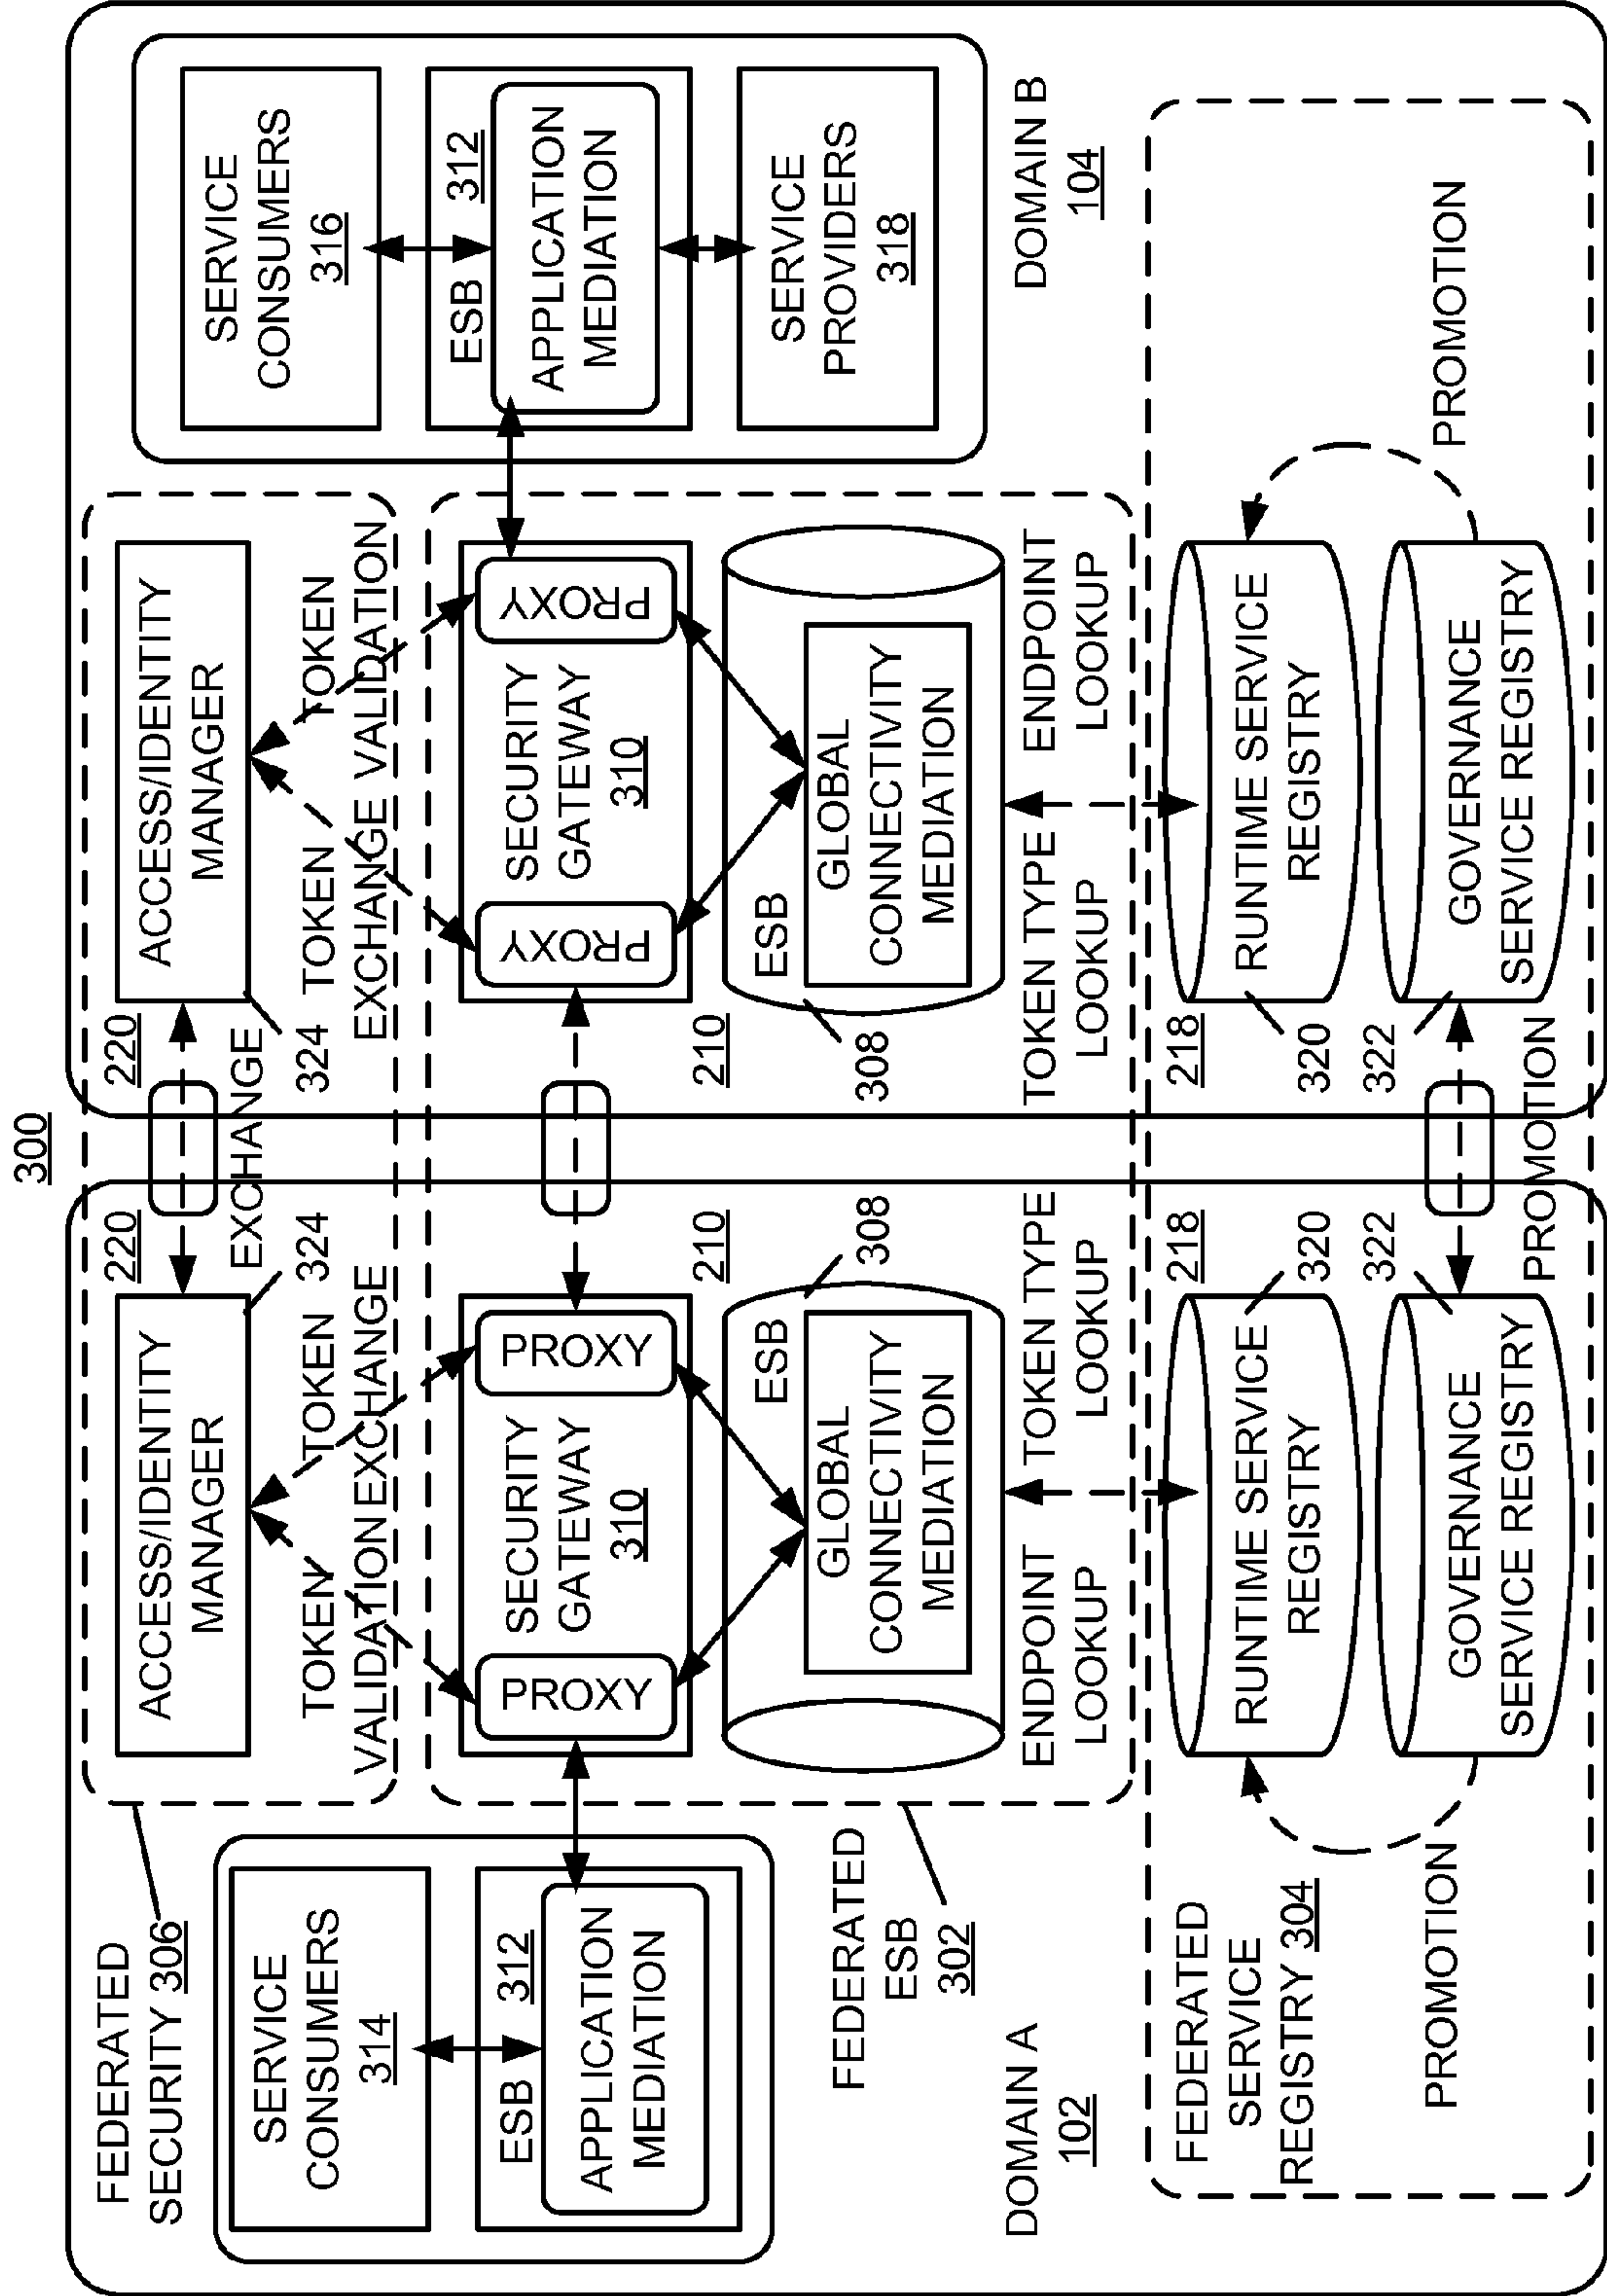 300
FEDERATED
SECURITY 306
ACCESS/IDENTITY
MANAGER
220
324
EXCHANGE
220
324
ACCESS/IDENTITY
MANAGER
TOKEN
VALIDATION
TOKEN
EXCHANGE
TOKEN
EXCHANGE
TOKEN
VALIDATION
SERVICE
CONSUMERS
314
ESB
312
APPLICATION
MEDIATION
PROXY
SECURITY
GATEWAY
310
PROXY
210
210
PROXY
SECURITY
GATEWAY
310
PROXY
SERVICE
CONSUMERS
316
ESB
312
APPLICATION
MEDIATION
SERVICE
PROVIDERS
318
ESB
308
GLOBAL
CONNECTIVITY
MEDIATION
308
ESB
GLOBAL
CONNECTIVITY
MEDIATION
FEDERATED
ESB
302
DOMAIN A
102
ENDPOINT
LOOKUP
TOKEN TYPE
LOOKUP
TOKEN TYPE
LOOKUP
ENDPOINT
LOOKUP
DOMAIN B
104
FEDERATED
SERVICE
REGISTRY 304
RUNTIME SERVICE
REGISTRY
218
320
218
320
RUNTIME SERVICE
REGISTRY
PROMOTION
GOVERNANCE
SERVICE REGISTRY
322
PROMOTION
322
GOVERNANCE
SERVICE REGISTRY
PROMOTION